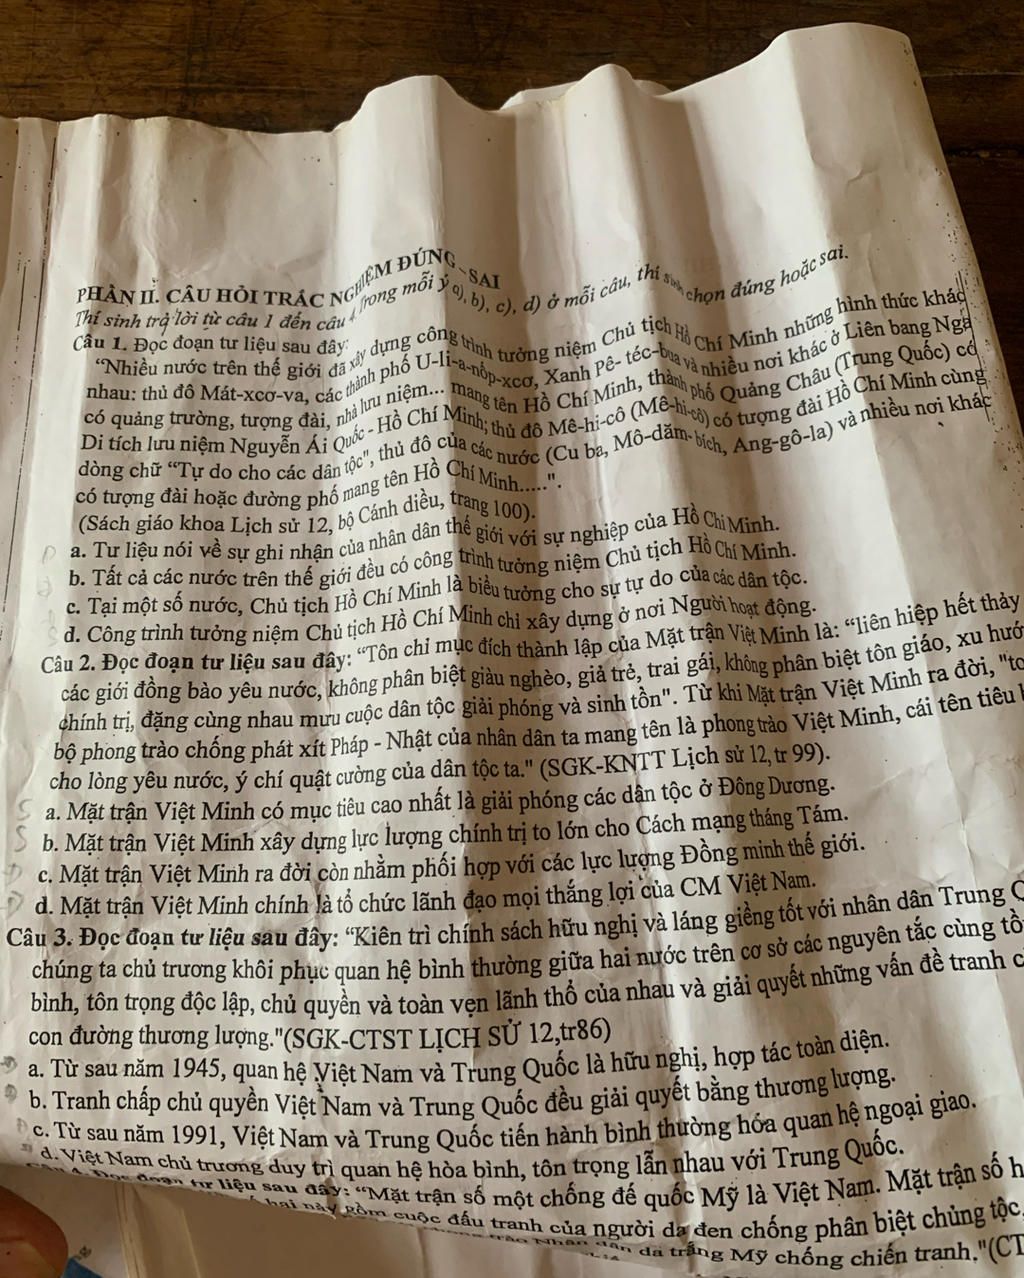 PHẦN II. CÂU HỎI TRẮC NGHIỆM ĐÚNG - SAI
Thí sinh trả lời từ câu 1 đến câu 4. Trong mỗi ý a), b), c), d) ở mỗi câu, thí sinh chọn đúng hoặc sai.
Câu 1. Đọc đoạn tư liệu sau đây:
“Nhiều nước trên thế giới đã xây dựng công trình tưởng niệm Chủ tịch Hồ Chí Minh những hình thức khác
nhau: thủ đô Mát-xcơ-va, các thành phố U-li-a-nốp-xcơ, Xanh Pê- téc-bua và nhiều nơi khác ở Liên bang Nga
có quảng trường, tượng đài, nhà lưu niệm... mang tên Hồ Chí Minh, thành phố Quảng Châu (Trung Quốc) có
Di tích lưu niệm Nguyễn Ái Quốc - Hồ Chí Minh; thủ đô Mê-hi-cô (Mê-hi-cô) có tượng đài Hồ Chí Minh cùng
dòng chữ “Tự do cho các dân tộc", thủ đô của các nước (Cu ba, Mô-dăm-bích, Ang-gô-la) và nhiều nơi khác
có tượng đài hoặc đường phố mang tên Hồ Chí Minh.....".
(Sách giáo khoa Lịch sử 12, bộ Cánh diều, trang 100).
a. Tư liệu nói về sự ghi nhận của nhân dân thế giới với sự nghiệp của Hồ Chi Minh.
b. Tất cả các nước trên thế giới đều có công trình tưởng niệm Chủ tịch Hồ Chí Minh.
c. Tại một số nước, Chủ tịch Hồ Chí Minh là biểu tưởng cho sự tự do của các dân tộc.
d. Công trình tưởng niệm Chủ tịch Hồ Chí Minh chỉ xây dựng ở nơi Người hoạt động.
Câu 2. Đọc đoạn tư liệu sau đây: “Tôn chỉ mục đích thành lập của Mặt trận Việt Minh là: “liên hiệp hết thảy
các giới đồng bào yêu nước, không phân biệt giàu nghèo, giả trẻ, trai gái, không phân biệt tôn giáo, xu hướ
chính trị, đặng cùng nhau mưu cuộc dân tộc giải phóng và sinh tồn". Từ khi Mặt trận Việt Minh ra đời, "to
bộ phong trào chống phát xít Pháp - Nhật của nhân dân ta mang tên là phong trào Việt Minh, cái tên tiêu
cho lòng yêu nước, ý chí quật cường của dân tộc ta." (SGK-KNTT Lịch sử 12, tr 99).
S a. Mặt trận Việt Minh có mục tiêu cao nhất là giải phóng các dân tộc ở Đông Dương.
S b. Mặt trận Việt Minh xây dựng lực lượng chính trị to lớn cho Cách mạng tháng Tám.
c. Mặt trận Việt Minh ra đời còn nhằm phối hợp với các lực lượng Đồng minh thế giới.
d. Mặt trận Việt Minh chính là tổ chức lãnh đạo mọi thắng lợi của CM Việt Nam.
Câu 3. Đọc đoạn tư liệu sau đây: “Kiên trì chính sách hữu nghị và láng giềng tốt với nhân dân Trung Q
chúng ta chủ trương khôi phục quan hệ bình thường giữa hai nước trên cơ sở các nguyên tắc cùng tồ
bình, tôn trọng độc lập, chủ quyền và toàn vẹn lãnh thổ của nhau và giải quyết những vấn đề tranh c
con đường thương lượng."(SGK-CTST LỊCH SỬ 12,tr86)
a. Từ sau năm 1945, quan hệ Việt Nam và Trung Quốc là hữu nghị, hợp tác toàn diện.
b. Tranh chấp chủ quyền Việt Nam và Trung Quốc đều giải quyết bằng thương lượng.
c. Từ sau năm 1991, Việt Nam và Trung Quốc tiến hành bình thường hóa quan hệ ngoại giao.
d. Việt Nam chủ trương duy trì quan hệ hòa bình, tôn trọng lẫn nhau với Trung Quốc.
Câu 4. Đọc đoạn tư liệu sau đây: “Mặt trận số một chống đế quốc Mỹ là Việt Nam. Mặt trận số h
hai này gồm cuộc đấu tranh của người da đen chống phân biệt chủng tộc,
dân da trắng Mỹ chống chiến tranh."(CT